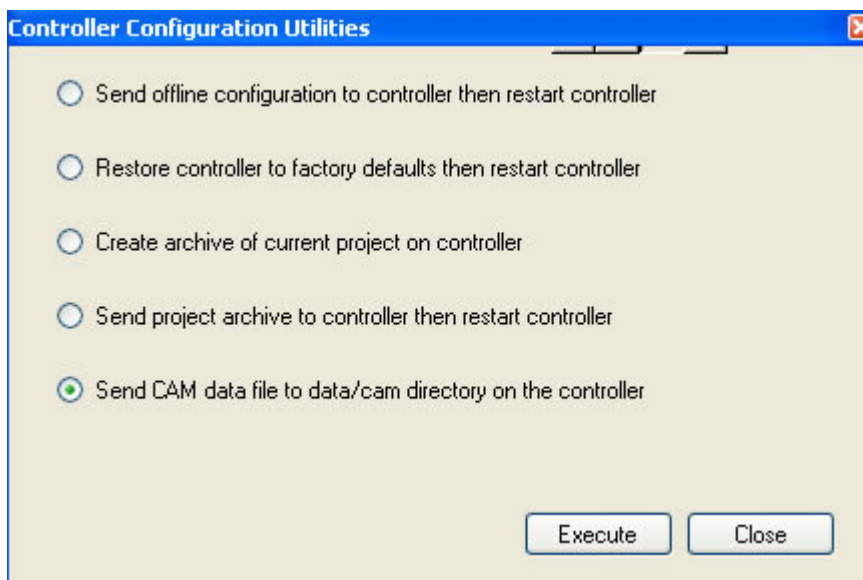 Controller Configuration Utilities
Send offline configuration to controller then restart controller
Restore controller to factory defaults then restart controller
Create archive of current project on controller
Send project archive to controller then restart controller
Send CAM data file to data/cam directory on the controller
Execute Close